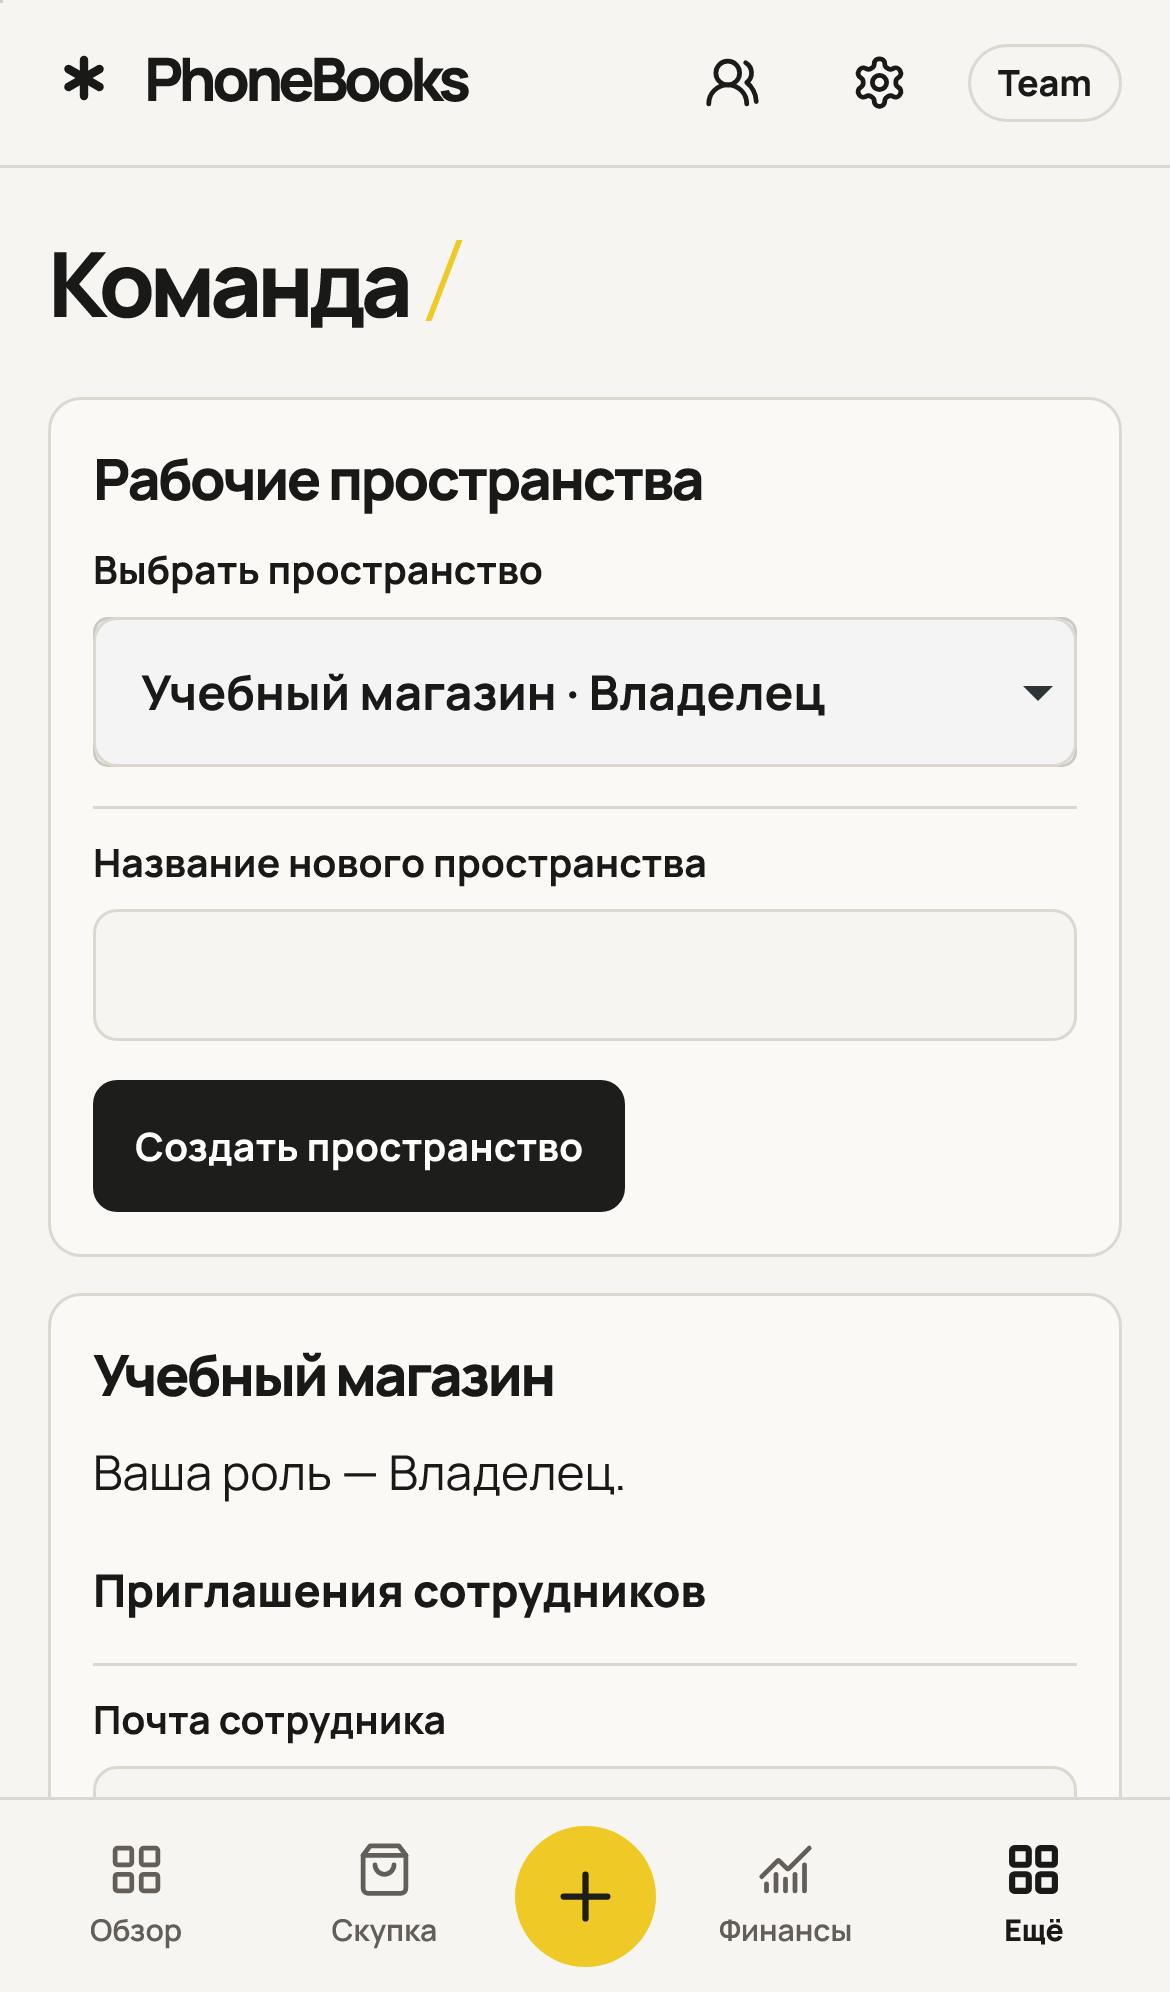 PhoneBooks
Team
Команда /
Рабочие пространства
Выбрать пространство
Учебный магазин · Владелец
Название нового пространства
Создать пространство
Учебный магазин
Ваша роль — Владелец.
Приглашения сотрудников
Почта сотрудника
Обзор
Скупка
Финансы
Ещё